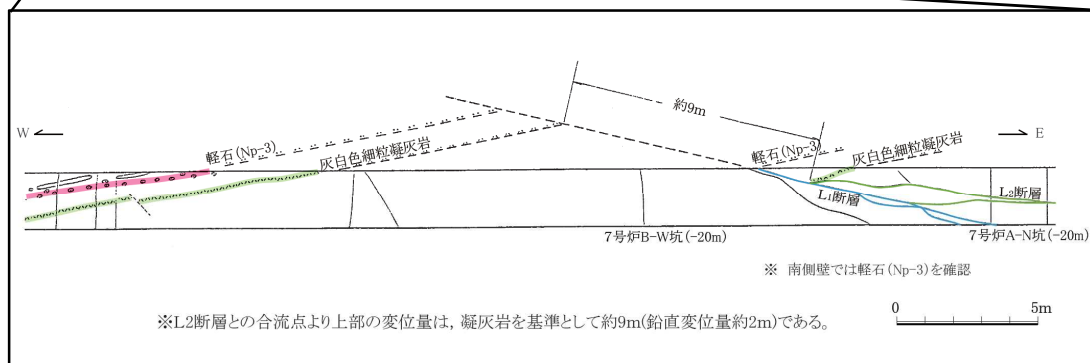 約9m
W
E
軽石(Np-3)
灰白色細粒凝灰岩
軽石(Np-3)
灰白色細粒凝灰岩
L1断層
L2断層
7号炉B-W坑(-20m)
7号炉A-N坑(-20m)
※ 南側壁では軽石(Np-3)を確認
0 5m
※L2断層との合流点より上部の変位量は，凝灰岩を基準として約9m(鉛直変位量約2m)である。